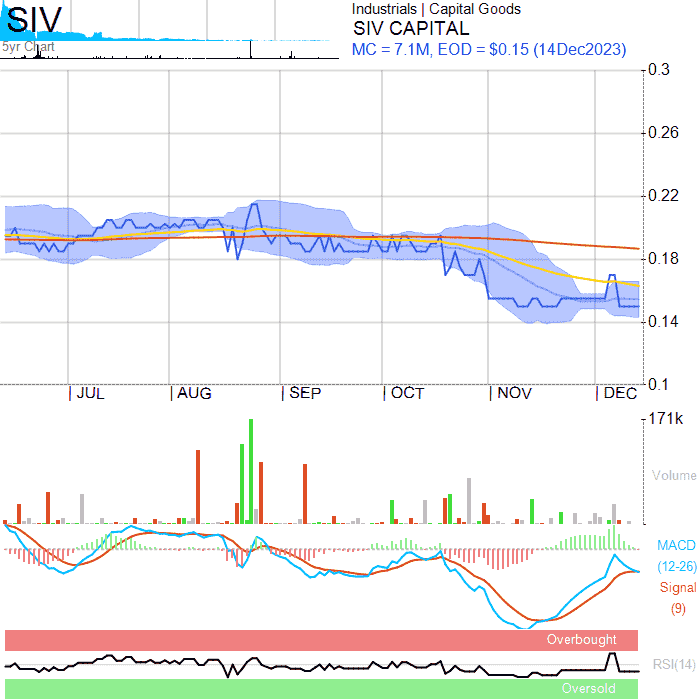 SIV
5yr Chart
Industrials | Capital Goods
SIV CAPITAL
MC = 7.1M, EOD = $0.15 (14Dec2023)
0.3
0.26
0.22
0.18
0.14
0.1
JUL AUG SEP OCT NOV DEC
171k
Volume
MACD
(12-26)
Signal
(9)
Overbought
RSI(14)
Oversold